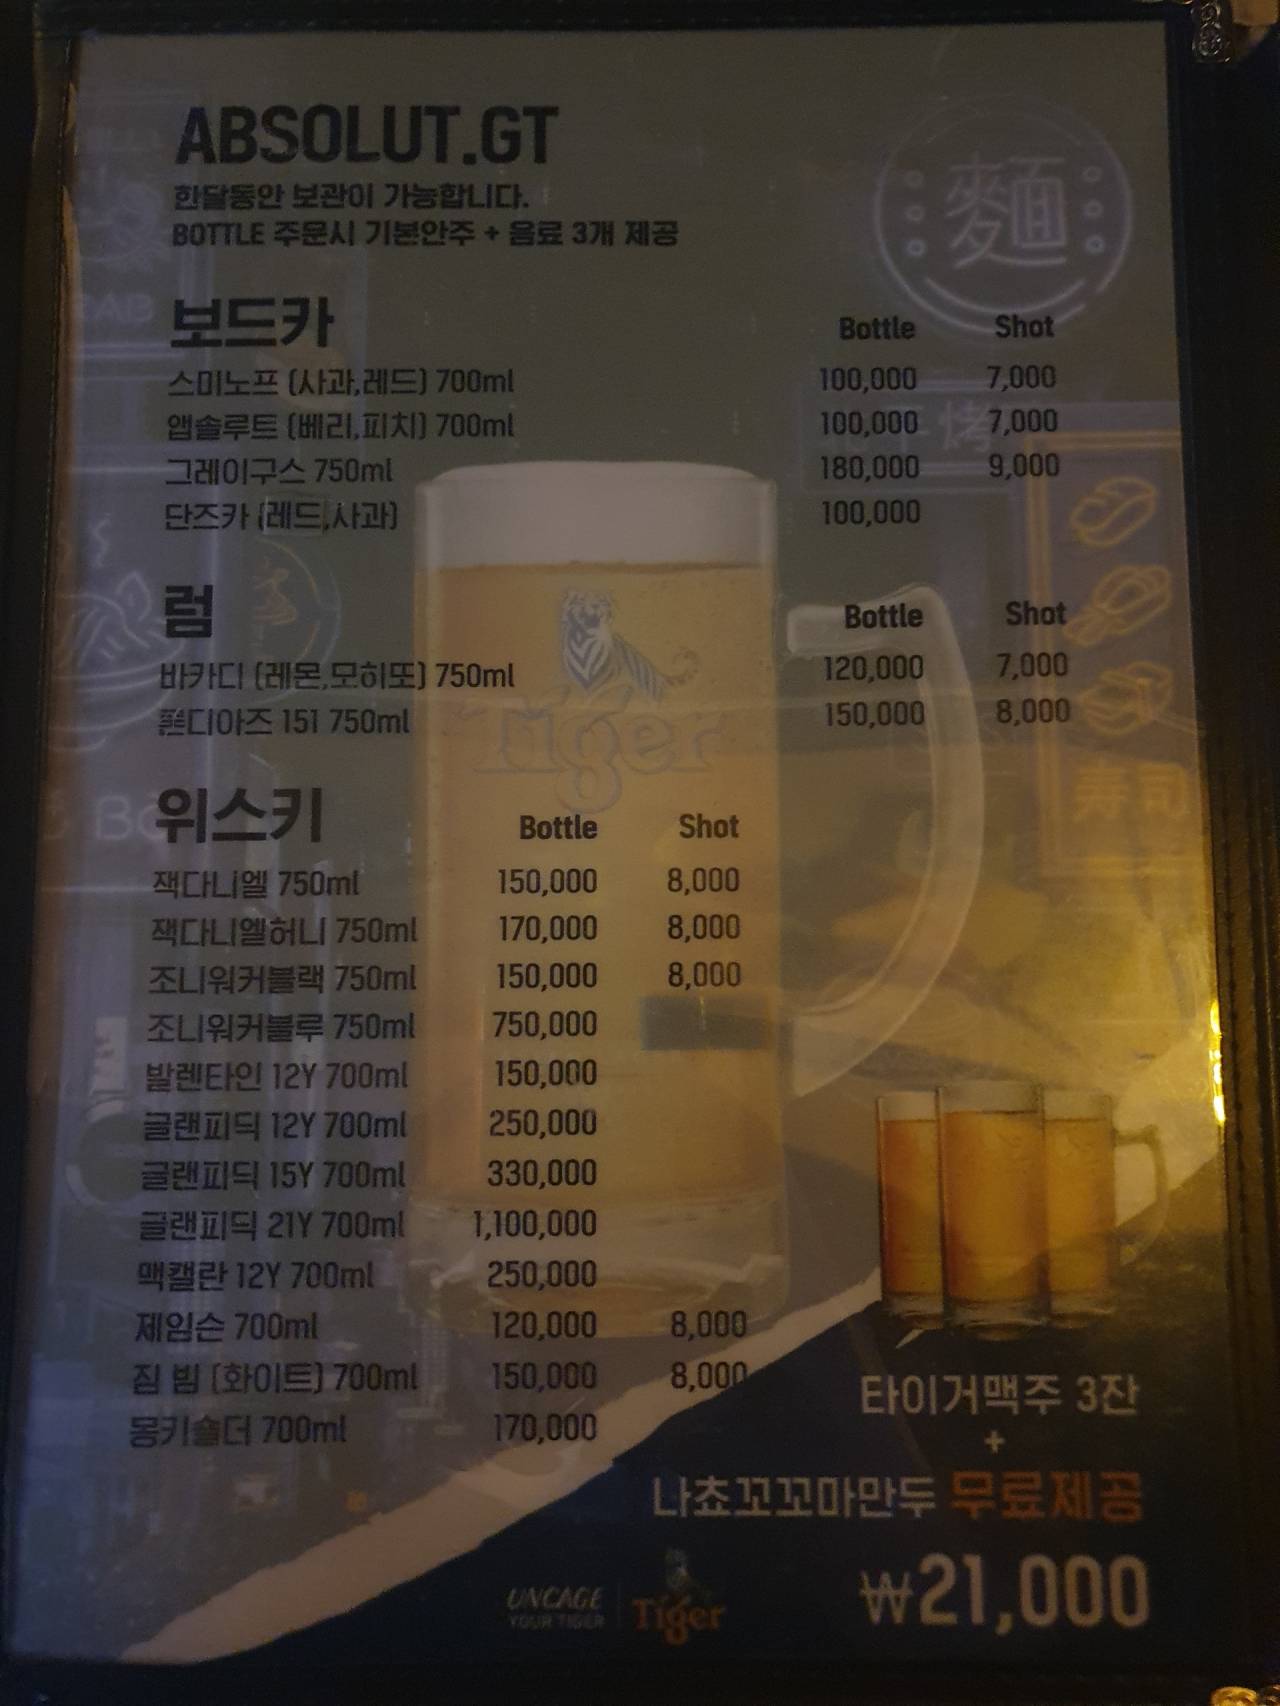 ABSOLUT.GT
한달동안 보관이 가능합니다.
BOTTLE 주문시 기본안주 + 음료 3개 제공
麵
보드카 Bottle Shot
스미노프 (사과,레드) 700ml 100,000 7,000
앱솔루트 (베리,피치) 700ml 100,000 7,000
그레이구스 750ml 180,000 9,000
단즈카 (레드,사과) 100,000
烤
럼 Bottle Shot
바카디 (레몬,모히또) 750ml 120,000 7,000
론디아즈 151 750ml 150,000 8,000
Tiger
寿司
위스키 Bottle Shot
잭다니엘 750ml 150,000 8,000
잭다니엘허니 750ml 170,000 8,000
조니워커블랙 750ml 150,000 8,000
조니워커블루 750ml 750,000
발렌타인 12Y 700ml 150,000
글랜피딕 12Y 700ml 250,000
글랜피딕 15Y 700ml 330,000
글랜피딕 21Y 700ml 1,100,000
맥캘란 12Y 700ml 250,000
제임슨 700ml 120,000 8,000
짐 빔 (화이트) 700ml 150,000 8,000
몽키숄더 700ml 170,000
타이거맥주 3잔
+
나쵸꼬꼬마만두 무료제공
₩21,000
UNCAGE
YOUR TIGER
Tiger